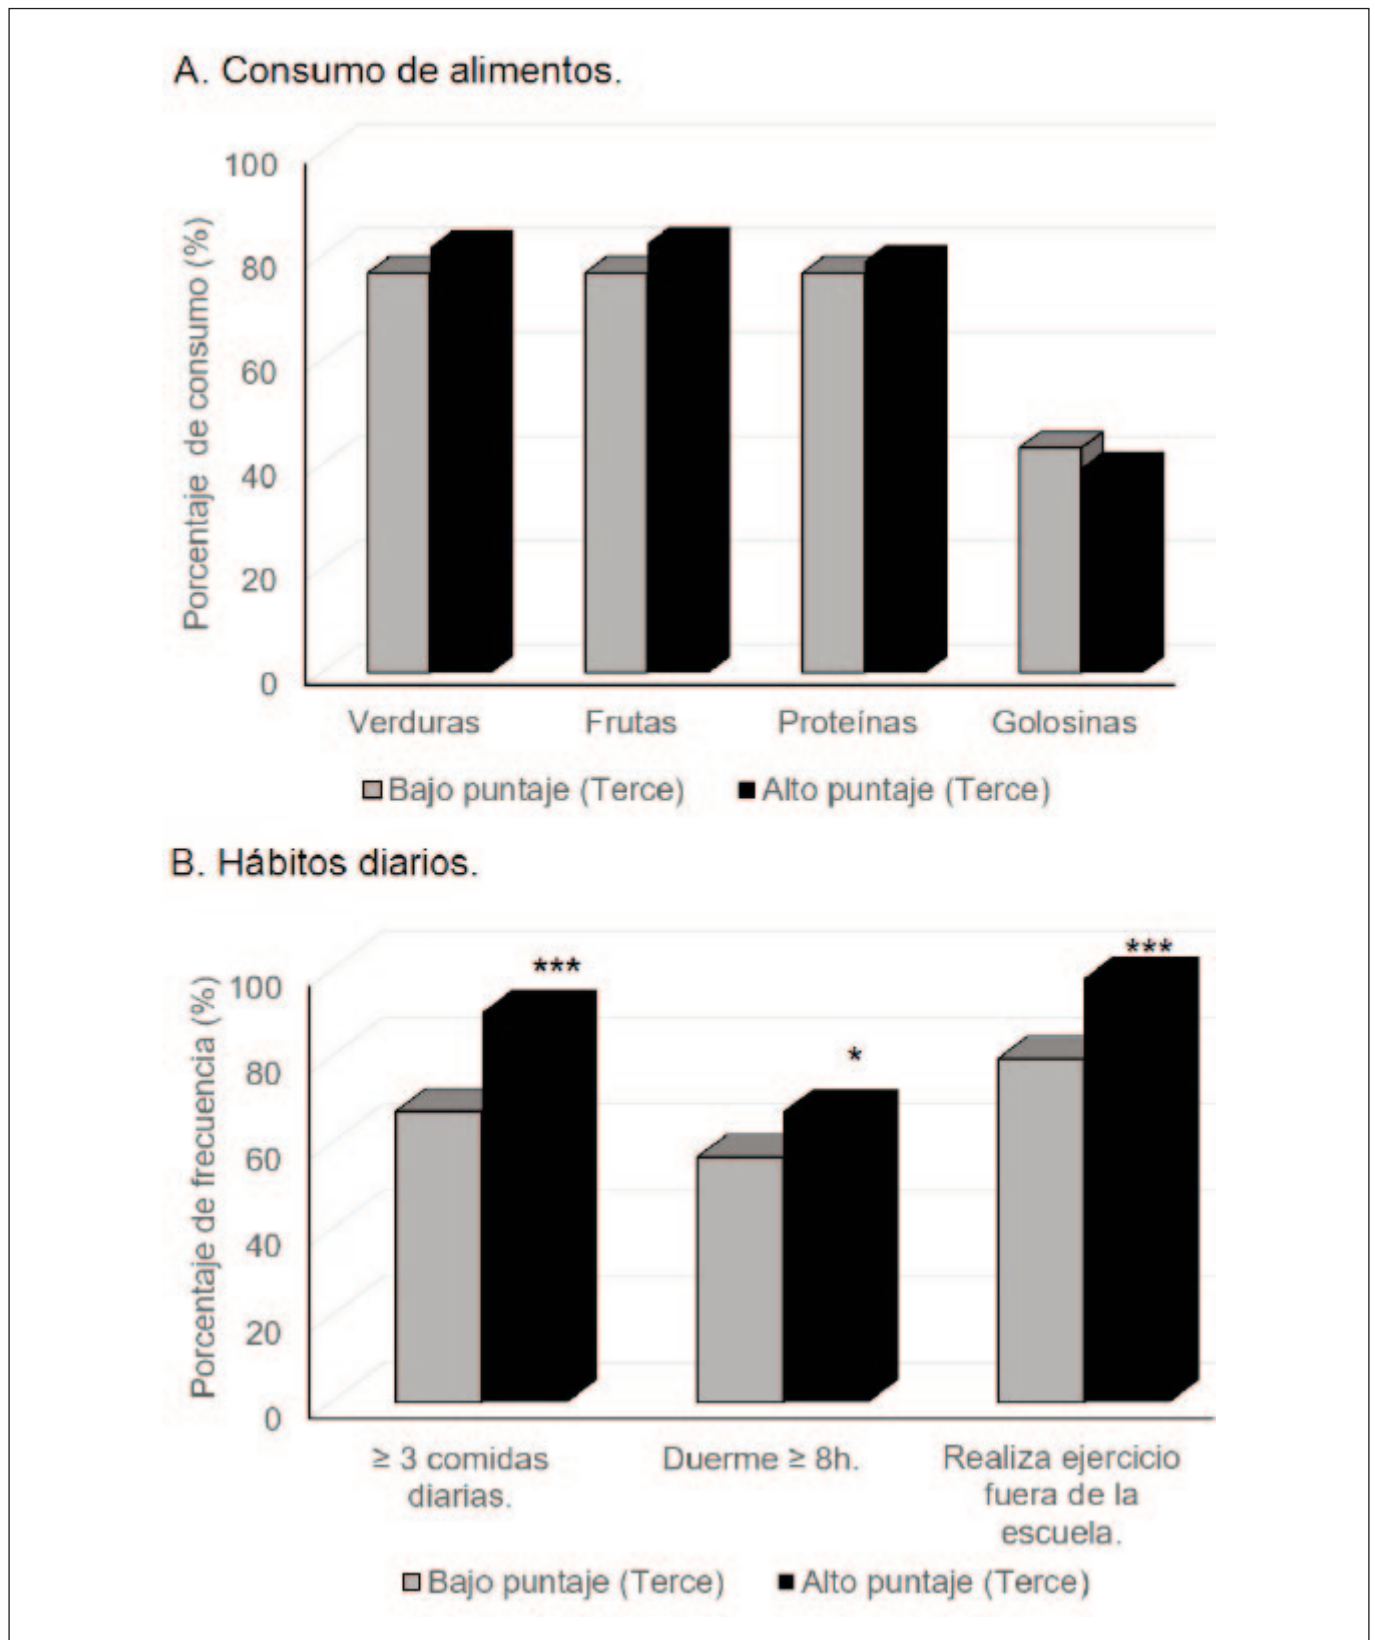 A. Consumo de alimentos.
Porcentaje de consumo (%)
100
80
60
40
20
0
Verduras
Frutas
Proteínas
Golosinas
Bajo puntaje (Terce)
Alto puntaje (Terce)
B. Hábitos diarios.
Porcentaje de frecuencia (%)
100
80
60
40
20
0
***
*
***
≥ 3 comidas
diarias.
Duerme ≥ 8h.
Realiza ejercicio
fuera de la
escuela.
Bajo puntaje (Terce)
Alto puntaje (Terce)